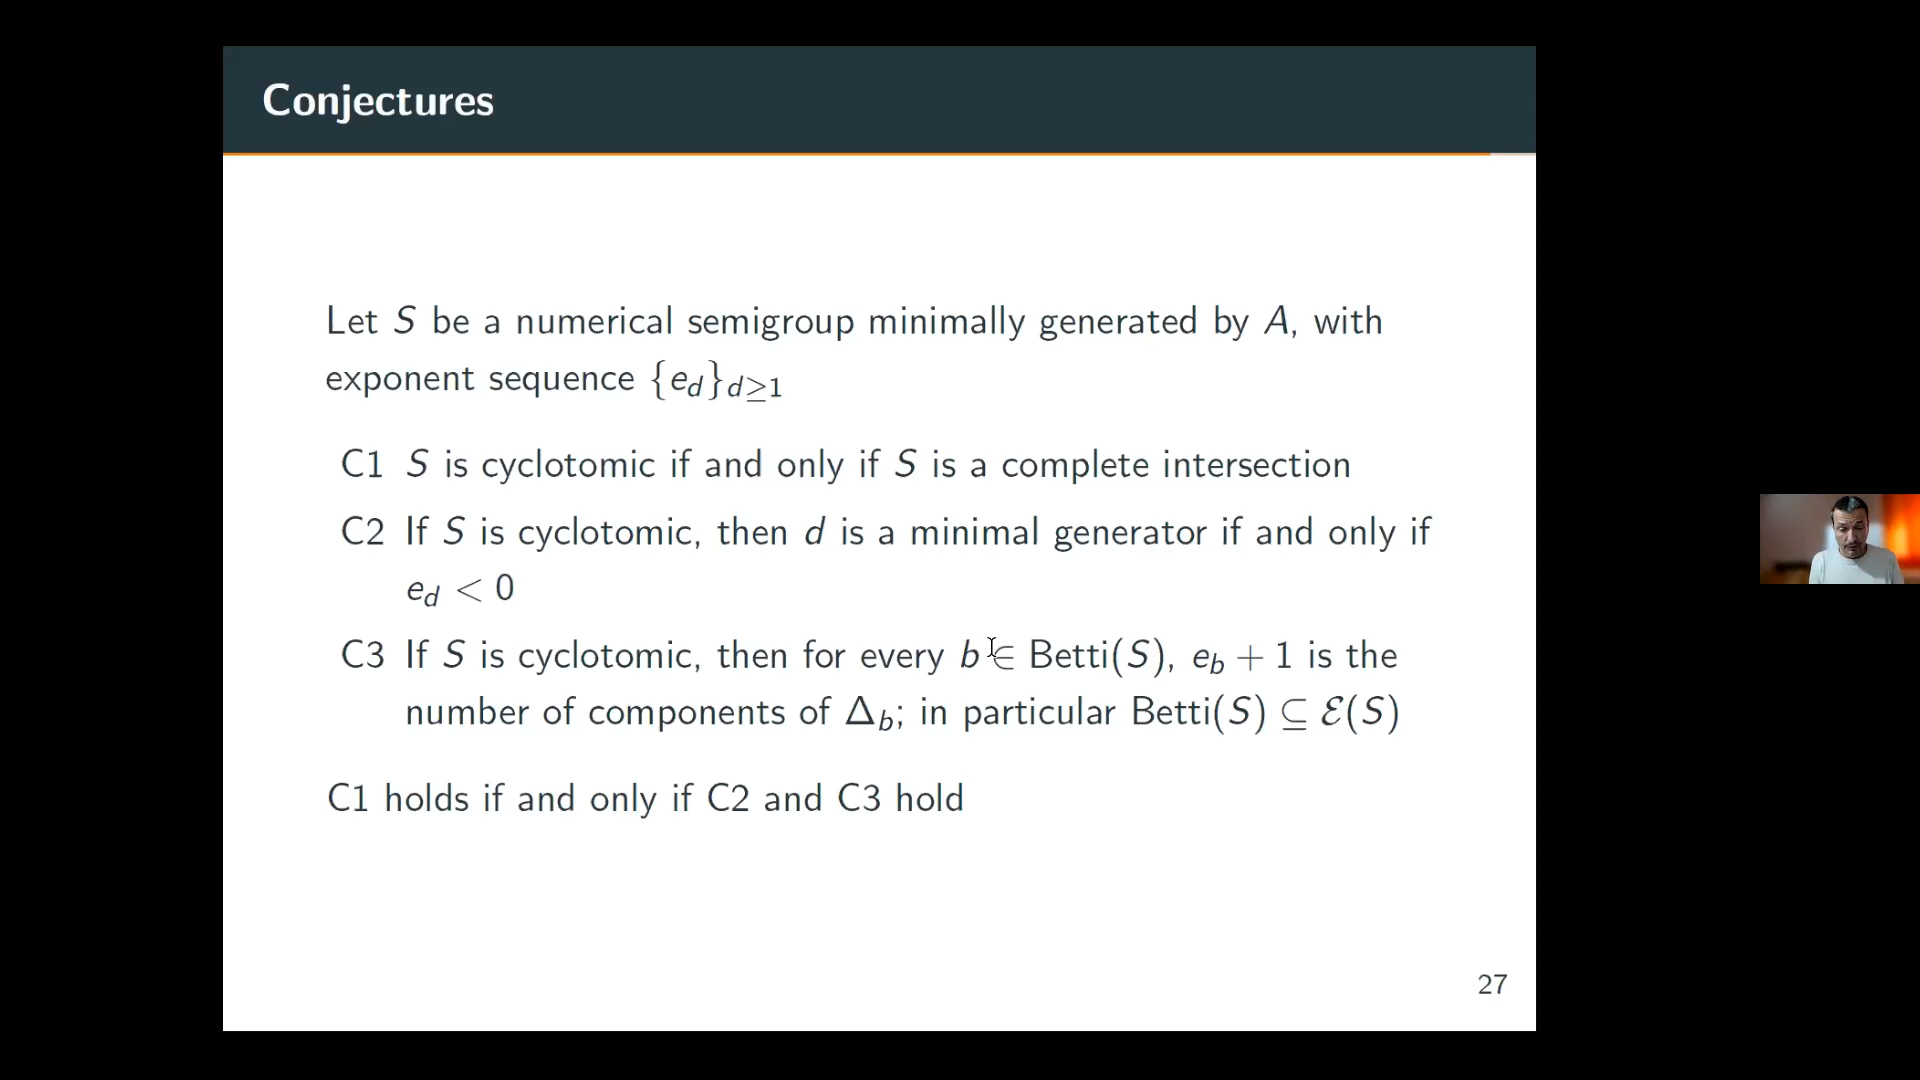 Conjectures
Let S be a numerical semigroup minimally generated by A, with
exponent sequence {e_d}_{d≥1}
C1 S is cyclotomic if and only if S is a complete intersection
C2 If S is cyclotomic, then d is a minimal generator if and only if
e_d < 0
C3 If S is cyclotomic, then for every b ∈ Betti(S), e_b + 1 is the
number of components of Δ_b; in particular Betti(S) ⊆ ℰ(S)
C1 holds if and only if C2 and C3 hold
27